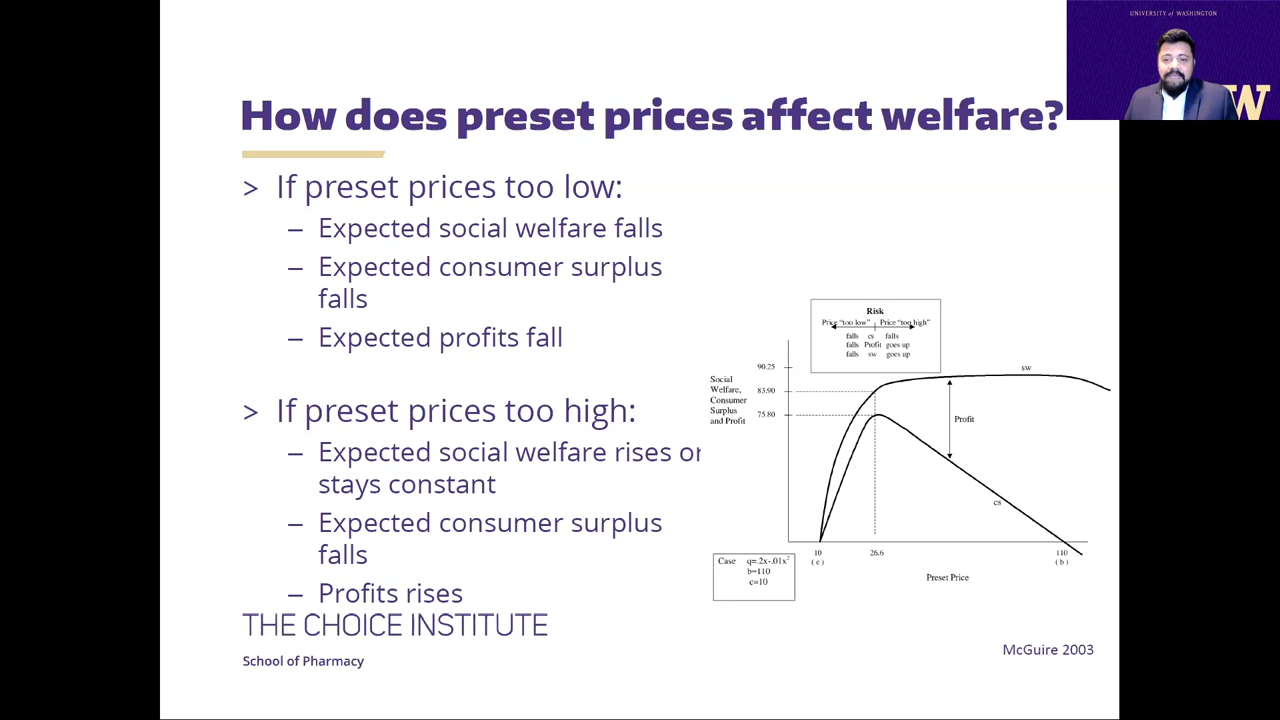 UNIVERSITY of WASHINGTON
W
How does preset prices affect welfare?
> If preset prices too low:
– Expected social welfare falls
– Expected consumer surplus
falls
– Expected profits fall
> If preset prices too high:
– Expected social welfare rises or
stays constant
– Expected consumer surplus
falls
– Profits rises
Risk
Price "too low" Price "too high"
falls cs falls
falls Profit goes up
falls sw goes up
90.25
83.90
75.80
Social
Welfare,
Consumer
Surplus
and Profit
sw
Profit
cs
10 26.6 110
( c ) ( b )
Preset Price
Case q=.2x-.01x²
b=110
c=10
THE CHOICE INSTITUTE
School of Pharmacy
McGuire 2003